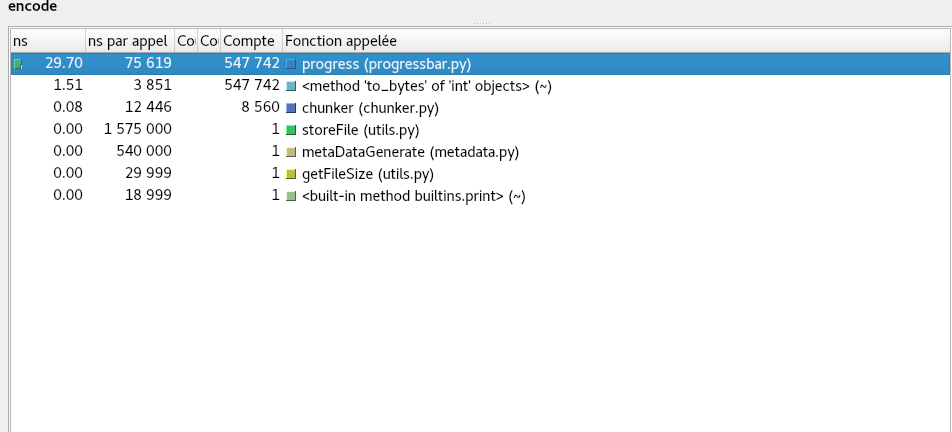 encode
ns ns par appel Cou Cou Compte Fonction appelée
29.70 75 619 547 742 progress (progressbar.py)
1.51 3 851 547 742 <method 'to_bytes' of 'int' objects> (~)
0.08 12 446 8 560 chunker (chunker.py)
0.00 1 575 000 1 storeFile (utils.py)
0.00 540 000 1 metaDataGenerate (metadata.py)
0.00 29 999 1 getFileSize (utils.py)
0.00 18 999 1 <built-in method builtins.print> (~)